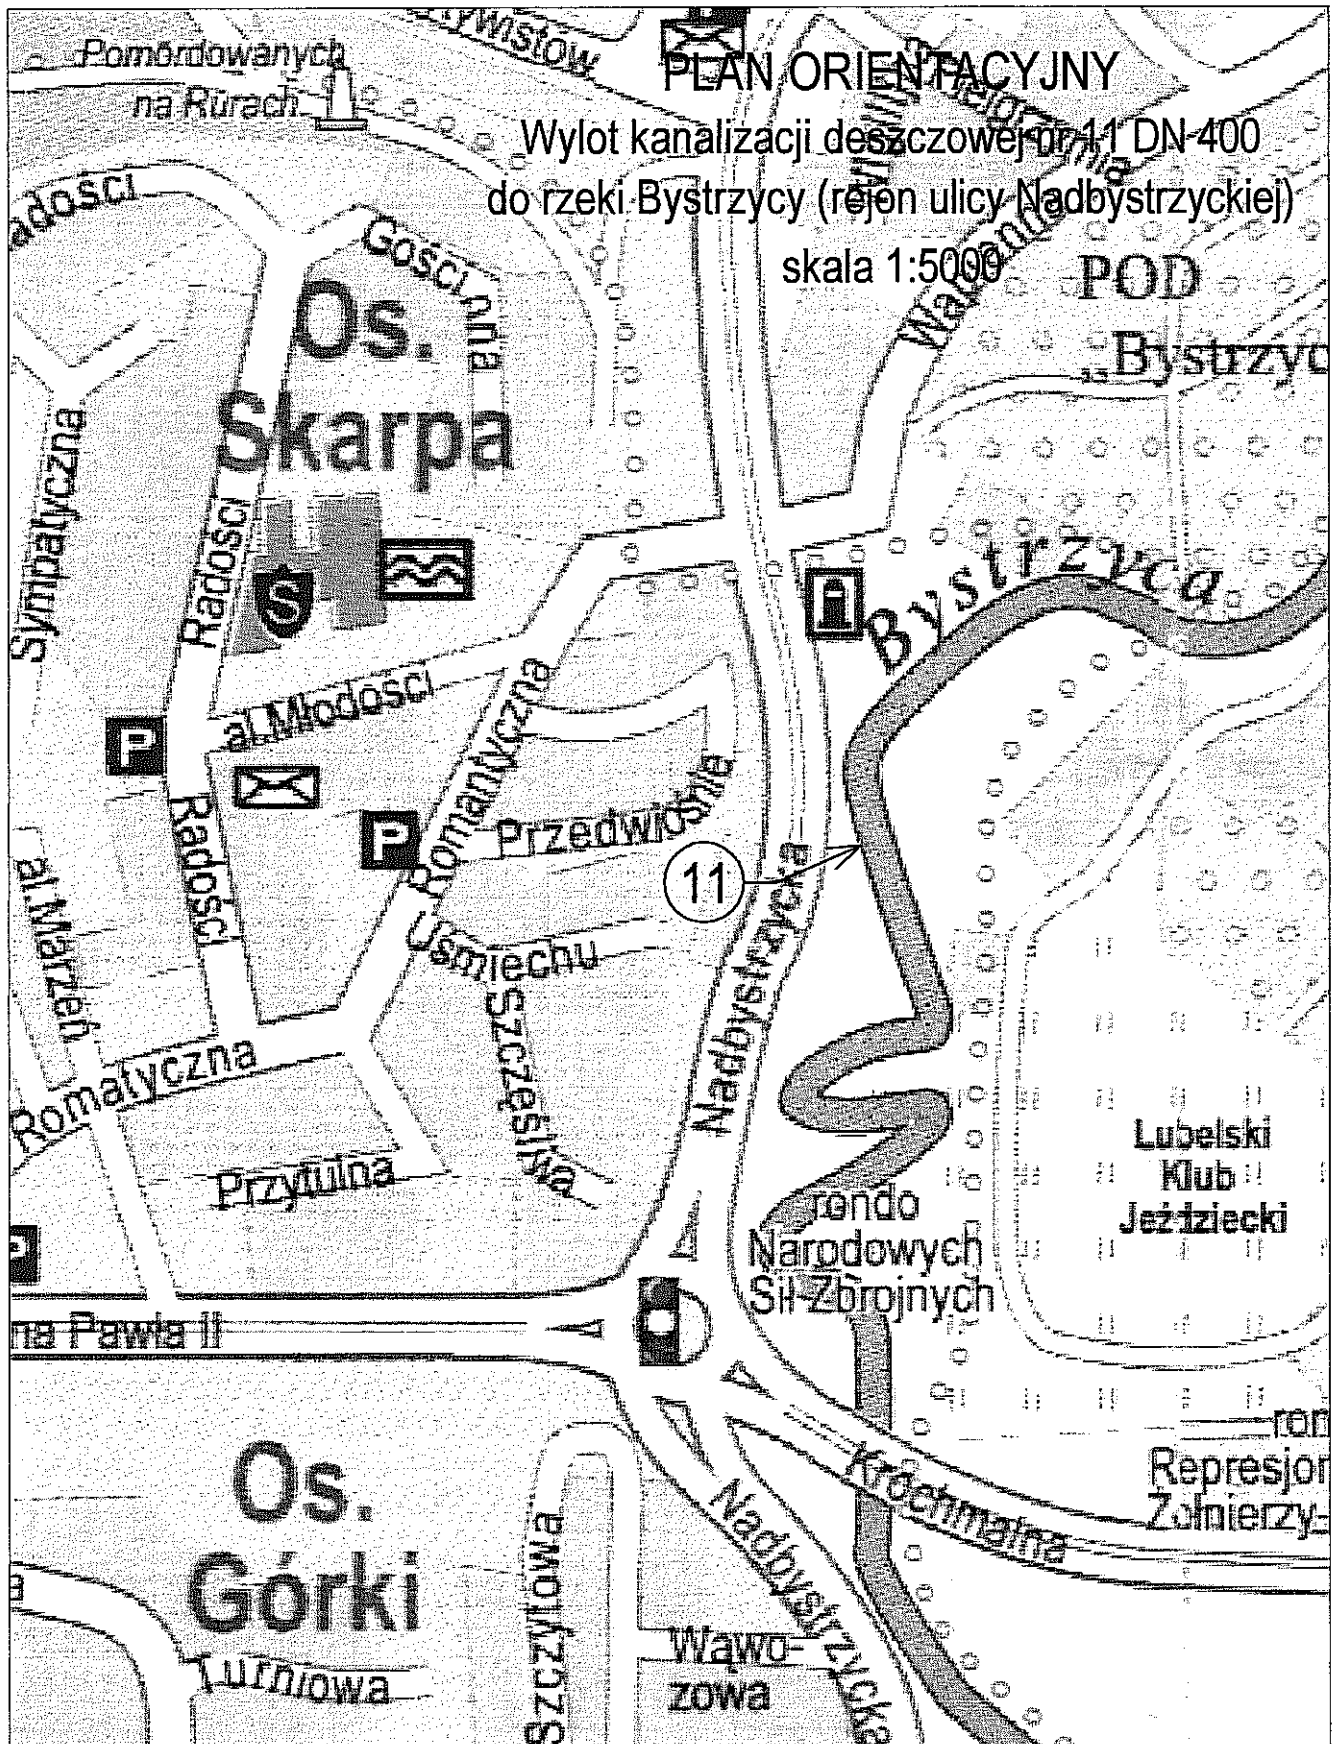 Pomordowanych
na Rurach
PLAN ORIENTACYJNY
Wylot kanalizacji deszczowej nr 11 DN 400
do rzeki Bystrzycy (rejon ulicy Nadbystrzyckiej)
skala 1:5000
adości
Gościnna
Os.
Skarpa
Wapienna
POD
„Bystrzyc
Sympatyczna
Radości
S
Bystrzyca
al. Młodości
P
Romantyczna
Radości
P
Przedwiośnie
11
Nadbystrzycka
al. Marzeń
Uśmiechu
Szczęśliwa
Romatyczna
Przytulna
Lubelski
Klub
Jeździecki
rondo
Narodowych
Sił Zbrojnych
P
na Pawła II
Os.
Górki
Krochmalna
ron
Represjon
Żołnierzy-
Nadbystrzycka
Szczytowa
a
Turniowa
Wąwo-
zowa